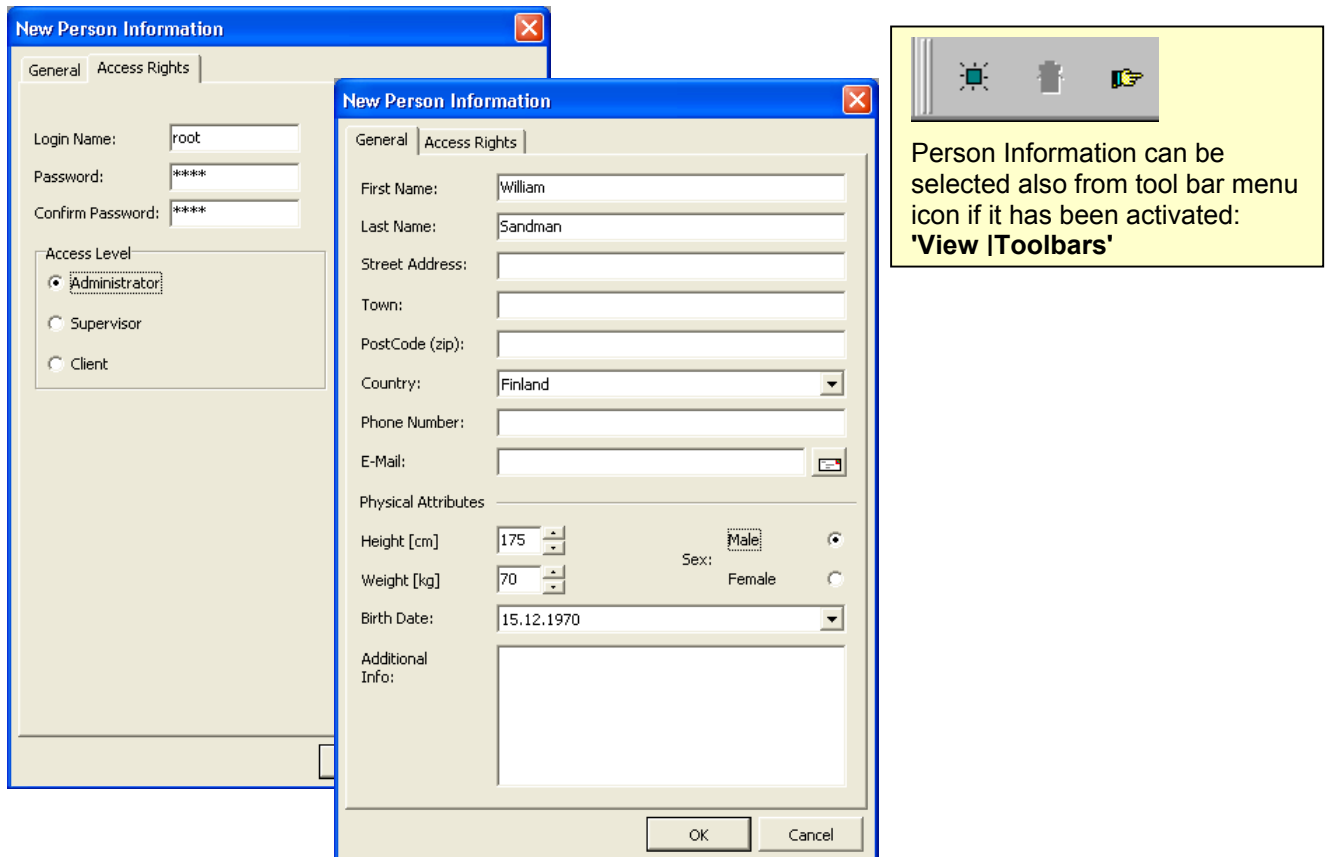 New Person Information
General Access Rights
Login Name: root
Password: ****
Confirm Password: ****
Access Level
Administrator
Supervisor
Client
New Person Information
General Access Rights
First Name: William
Last Name: Sandman
Street Address:
Town:
PostCode (zip):
Country: Finland
Phone Number:
E-Mail:
Physical Attributes
Height [cm] 175
Sex: Male
Weight [kg] 70
Female
Birth Date: 15.12.1970
Additional
Info:
OK Cancel
Person Information can be
selected also from tool bar menu
icon if it has been activated:
'View |Toolbars'